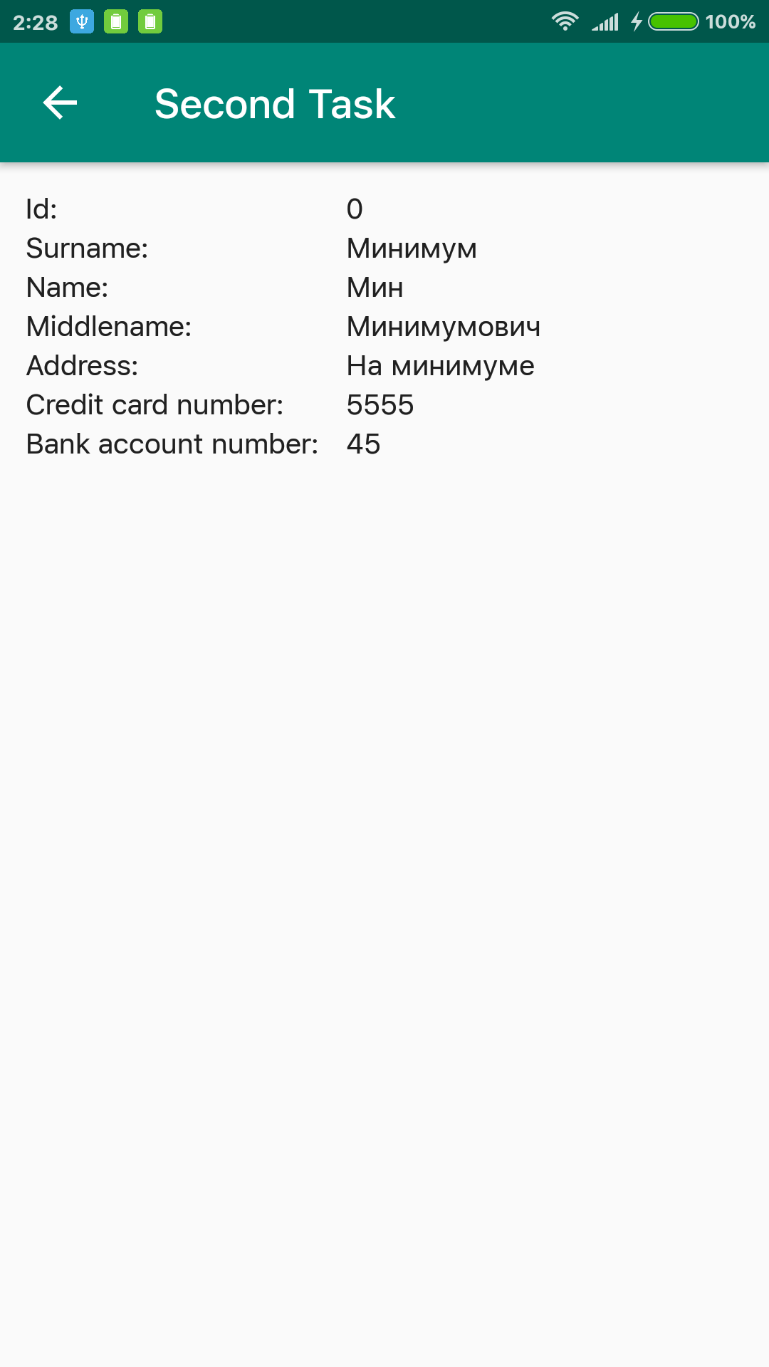 2:28 100%
Second Task
Id: 0
Surname: Минимум
Name: Мин
Middlename: Минимумович
Address: На минимуме
Credit card number: 5555
Bank account number: 45